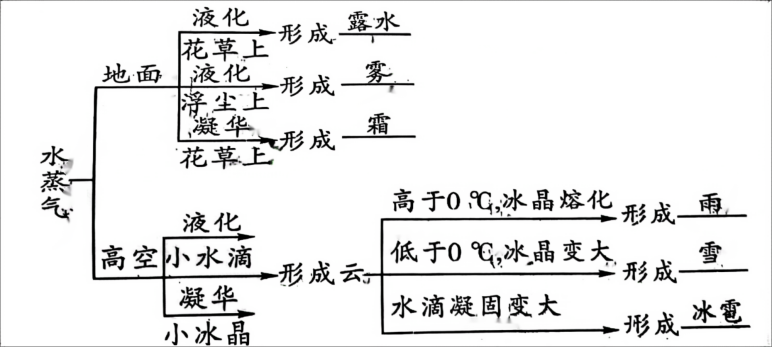 水蒸气
地面
液化
花草上
形成 露水
液化
浮尘上
形成 雾
凝华
花草上
形成 霜
高空
液化
小水滴
凝华
小冰晶
形成云
高于0℃,冰晶熔化
形成 雨
低于0℃,冰晶变大
形成 雪
水滴凝固变大
形成 冰雹